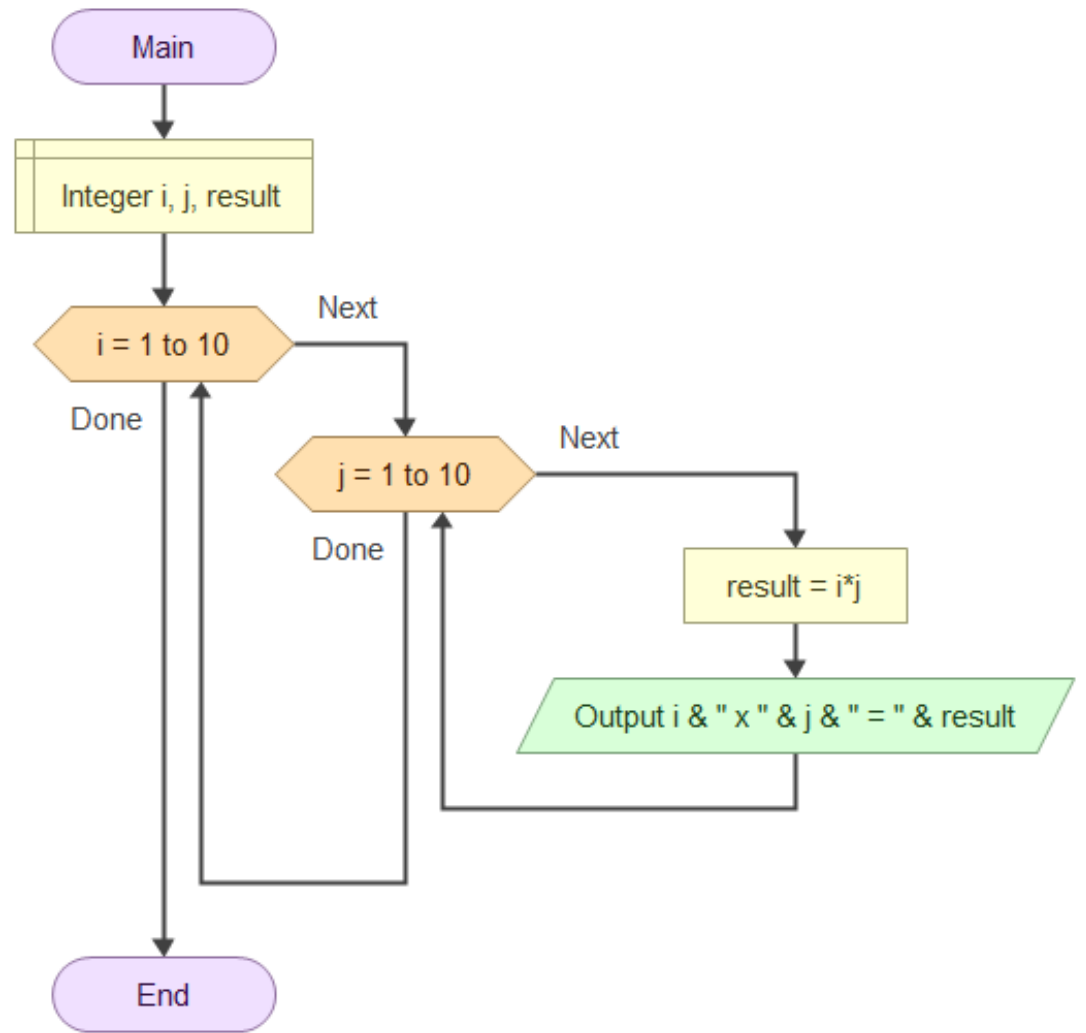 Main
Integer i, j, result
i = 1 to 10
Next
Done
j = 1 to 10
Next
Done
result = i*j
Output i & " x " & j & " = " & result
End